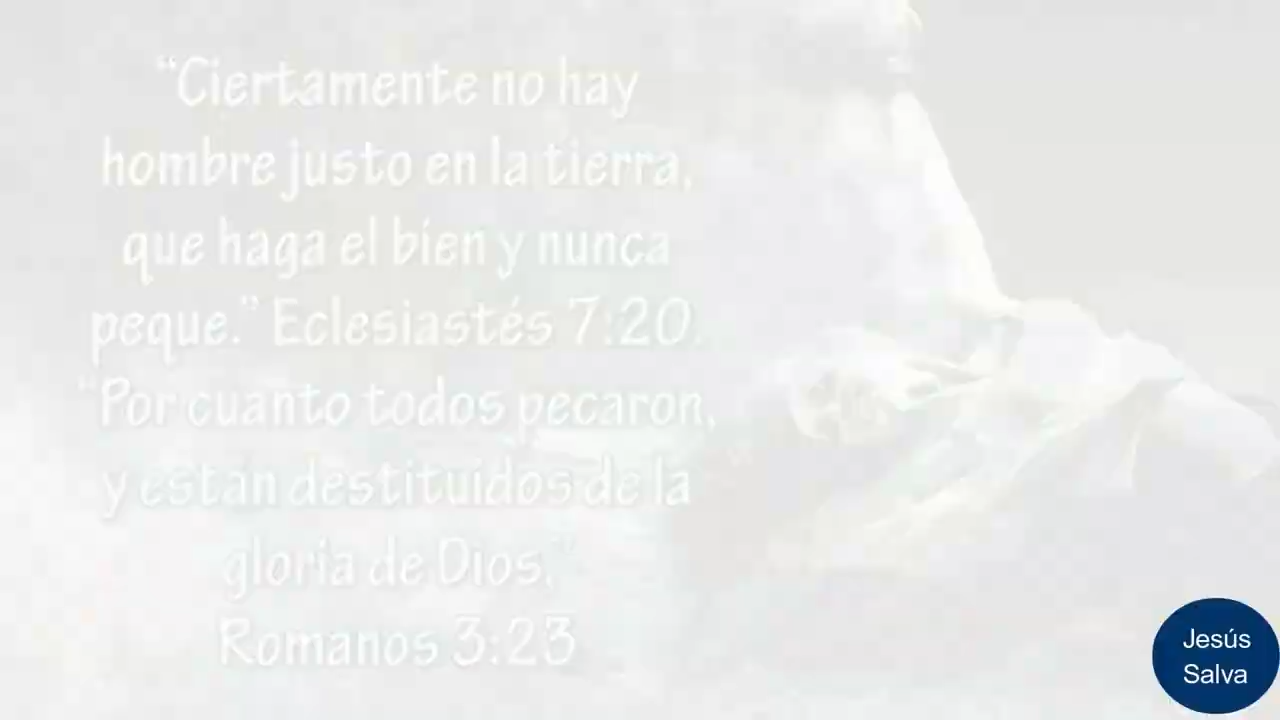 “Ciertamente no hay
hombre justo en la tierra,
que haga el bien y nunca
peque.” Eclesiastés 7:20.
“Por cuanto todos pecaron,
y están destituidos de la
gloria de Dios.”
Romanos 3:23
Jesús
Salva